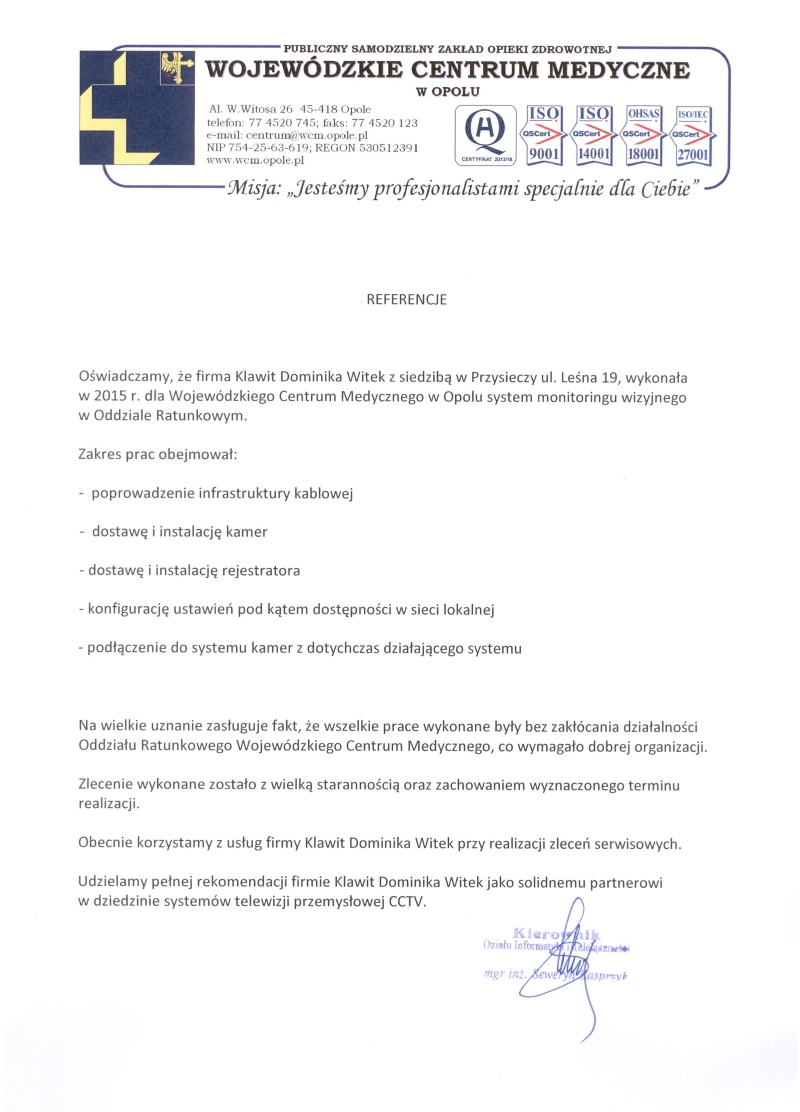 PUBLICZNY SAMODZIELNY ZAKŁAD OPIEKI ZDROWOTNEJ
WOJEWÓDZKIE CENTRUM MEDYCZNE
W OPOLU
Al. W.Witosa 26 45-418 Opole
telefon: 77 4520 745; faks: 77 4520 123
e-mail: centrum@wcm.opole.pl
NIP 754-25-63-619; REGON 530512391
www.wcm.opole.pl
CERTYFIKAT 2013/16
ISO QSCert 9001
ISO QSCert 14001
OHSAS QSCert 18001
ISO/IEC QSCert 27001
Misja: „Jesteśmy profesjonalistami specjalnie dla Ciebie”
REFERENCJE
Oświadczamy, że firma Klawit Dominika Witek z siedzibą w Przysieczy ul. Leśna 19, wykonała
w 2015 r. dla Wojewódzkiego Centrum Medycznego w Opolu system monitoringu wizyjnego
w Oddziale Ratunkowym.
Zakres prac obejmował:
- poprowadzenie infrastruktury kablowej
- dostawę i instalację kamer
- dostawę i instalację rejestratora
- konfigurację ustawień pod kątem dostępności w sieci lokalnej
- podłączenie do systemu kamer z dotychczas działającego systemu
Na wielkie uznanie zasługuje fakt, że wszelkie prace wykonane były bez zakłócania działalności
Oddziału Ratunkowego Wojewódzkiego Centrum Medycznego, co wymagało dobrej organizacji.
Zlecenie wykonane zostało z wielką starannością oraz zachowaniem wyznaczonego terminu
realizacji.
Obecnie korzystamy z usług firmy Klawit Dominika Witek przy realizacji zleceń serwisowych.
Udzielamy pełnej rekomendacji firmie Klawit Dominika Witek jako solidnemu partnerowi
w dziedzinie systemów telewizji przemysłowej CCTV.
Kierownik
Działu Informatyki i Telełączności
mgr inż. Seweryn Kasprzyk